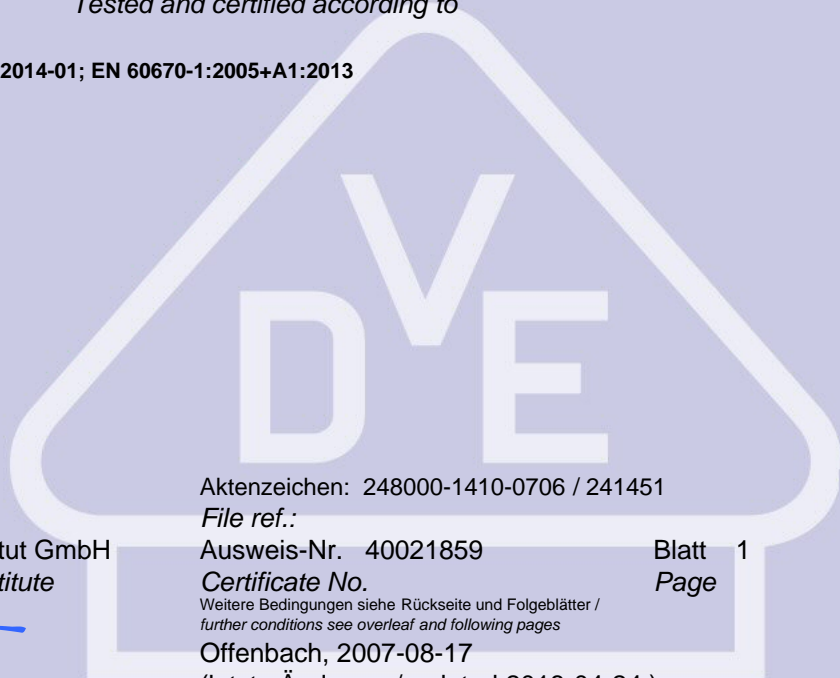 Tested and certified according to
2014-01; EN 60670-1:2005+A1:2013
V
D E
Aktenzeichen: 248000-1410-0706 / 241451
File ref.:
tut GmbH Ausweis-Nr. 40021859 Blatt 1
titute Certificate No. Page
Weitere Bedingungen siehe Rückseite und Folgeblätter /
further conditions see overleaf and following pages
Offenbach, 2007-08-17